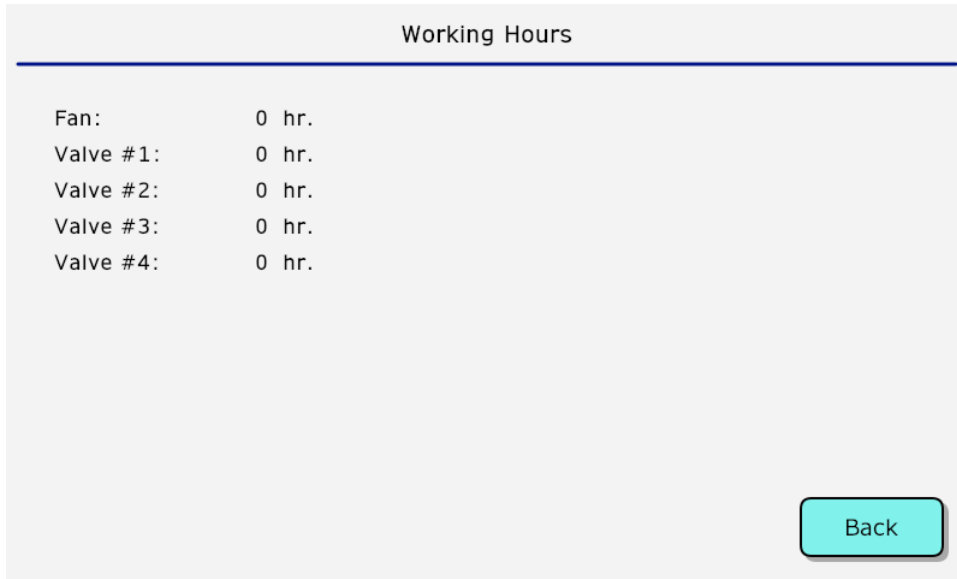 Working Hours
Fan: 0 hr.
Valve #1: 0 hr.
Valve #2: 0 hr.
Valve #3: 0 hr.
Valve #4: 0 hr.
Back